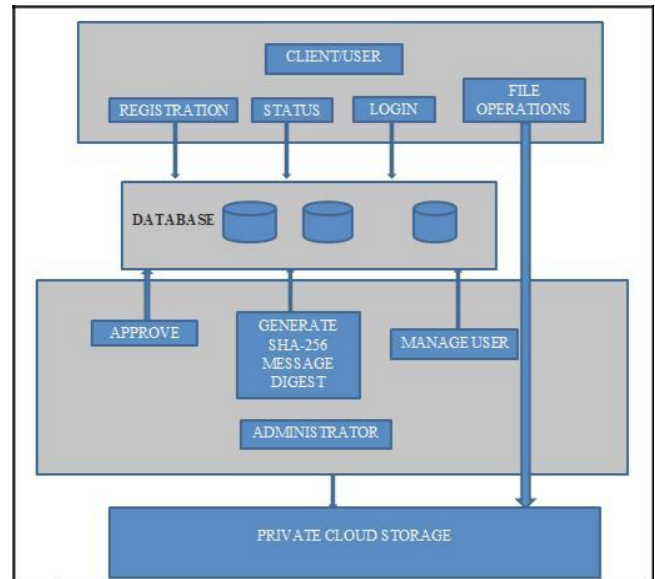 CLIENT/USER
REGISTRATION
STATUS
LOGIN
FILE
OPERATIONS
DATABASE
APPROVE
GENERATE
SHA-256
MESSAGE
DIGEST
MANAGE USER
ADMINISTRATOR
PRIVATE CLOUD STORAGE